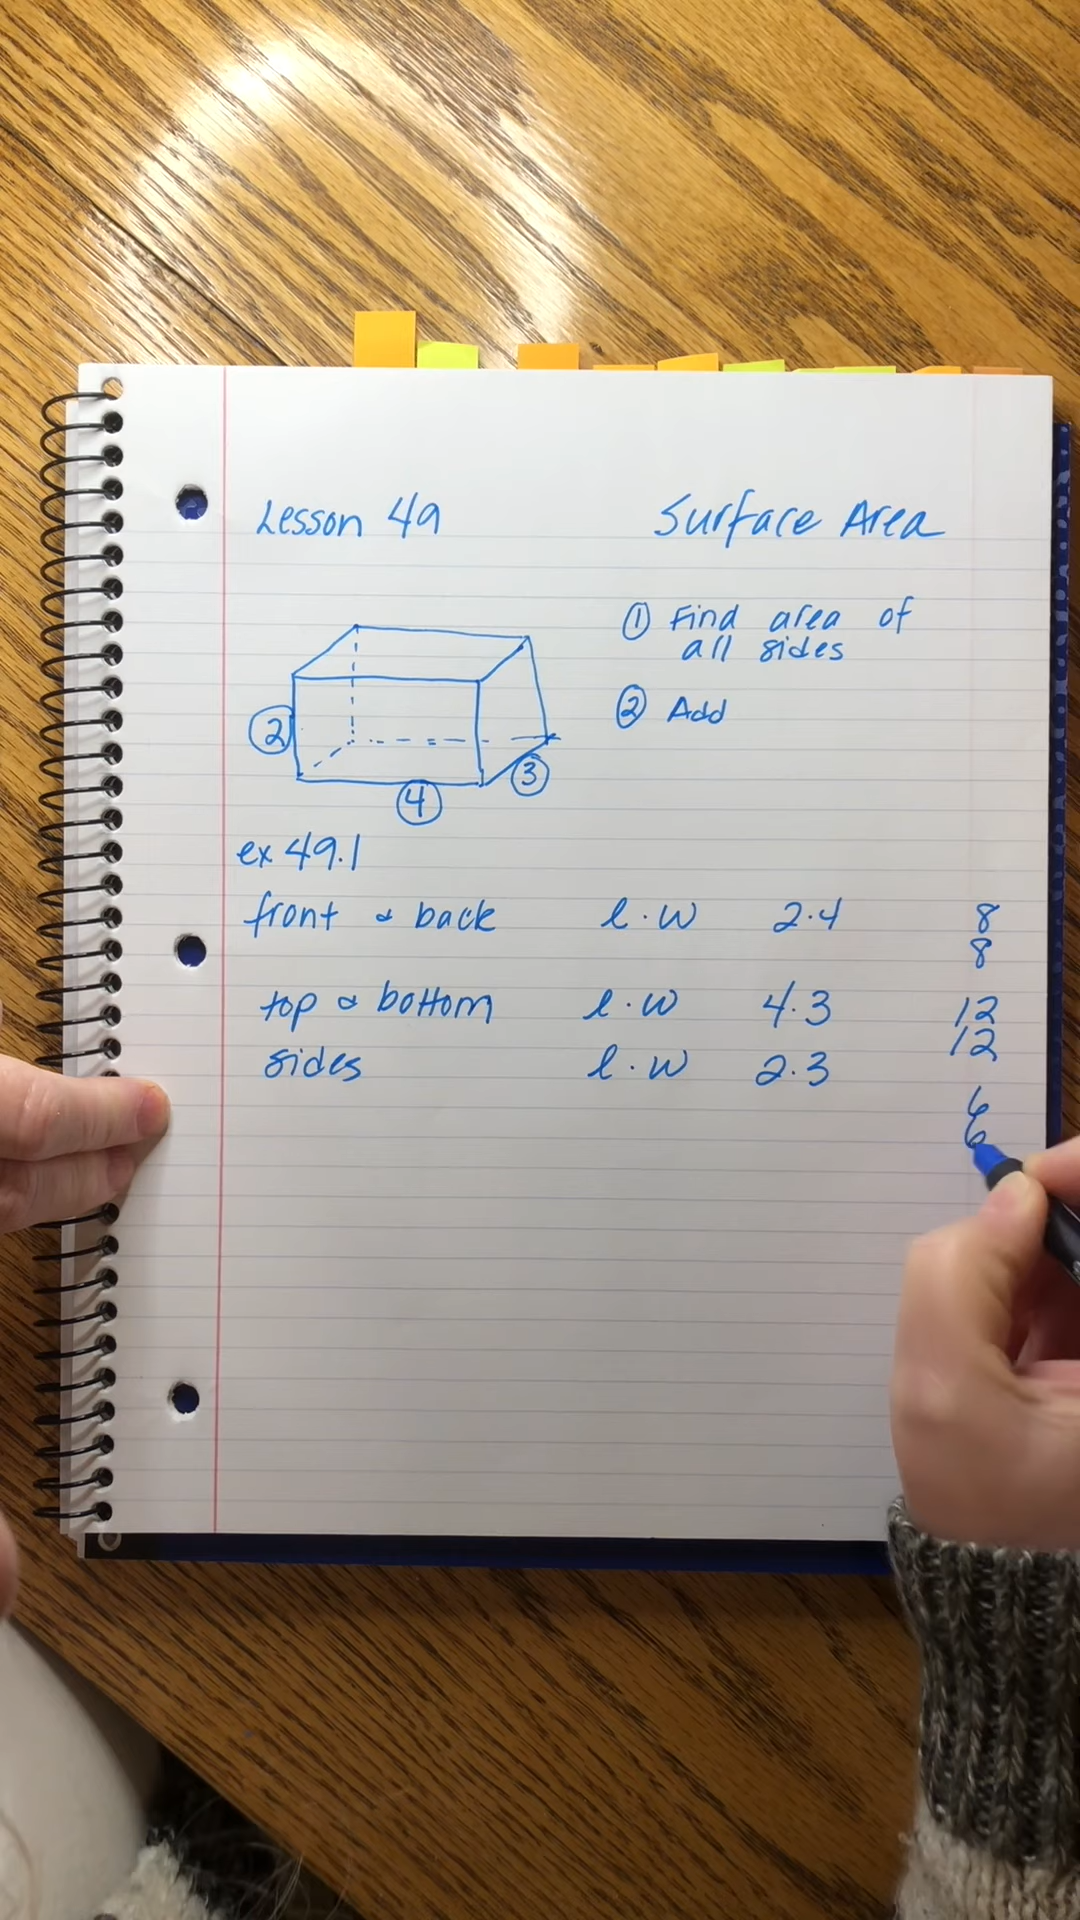 Lesson 49 Surface Area
① Find area of
all sides
② Add
②
③
④
ex 49.1
front & back l · w 2·4 8
8
top & bottom l · w 4·3 12
12
sides l · w 2·3
6
6